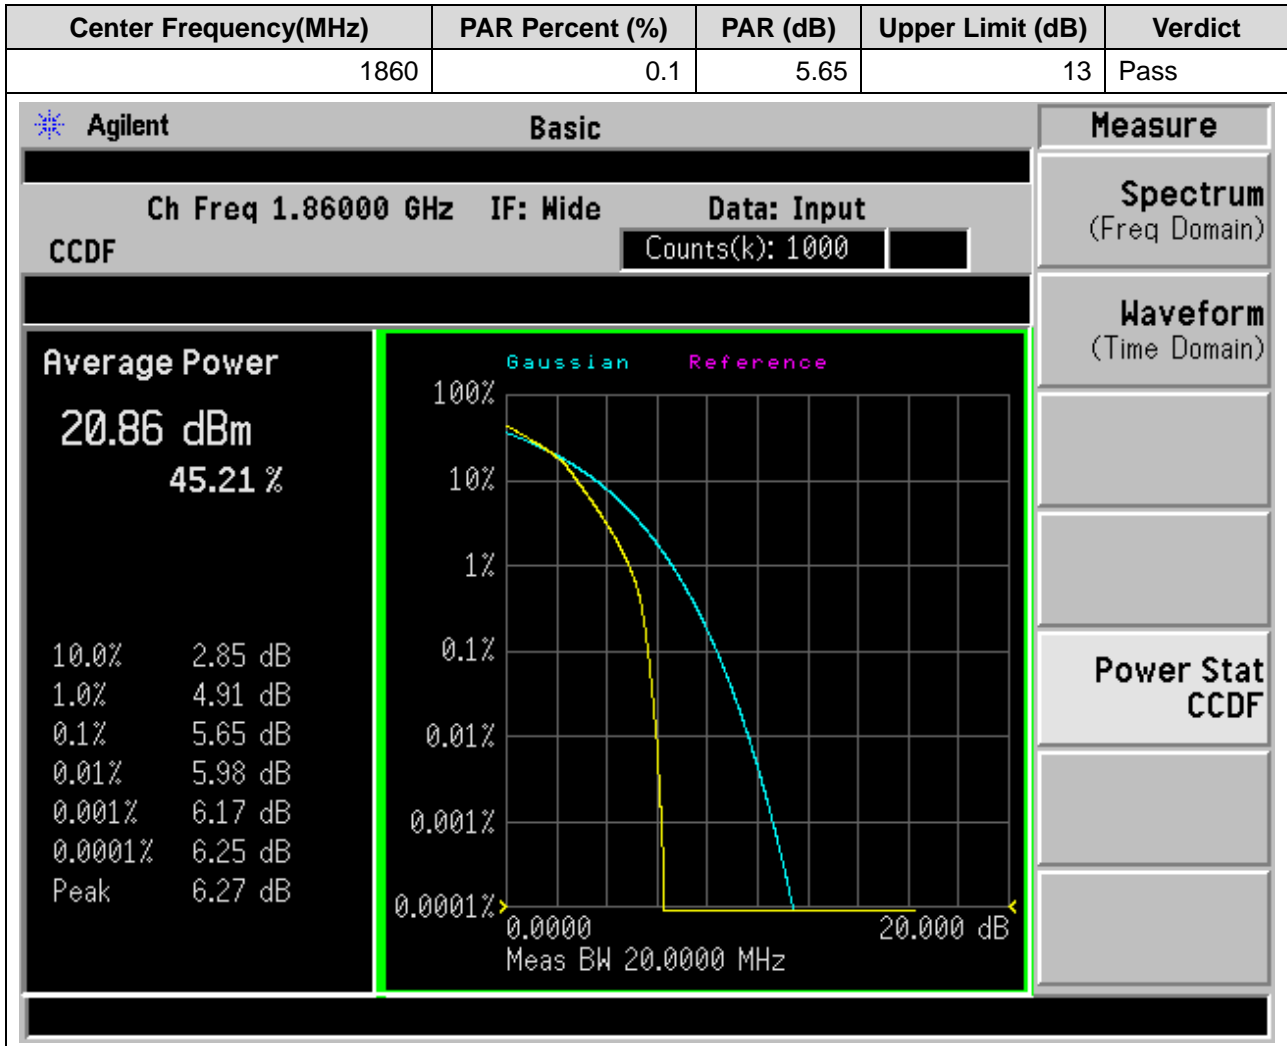 Center Frequency(MHz) PAR Percent (%) PAR (dB) Upper Limit (dB) Verdict
1860 0.1 5.65 13 Pass
Agilent Basic Measure
Ch Freq 1.86000 GHz IF: Wide Data: Input
CCDF Counts(k): 1000
Average Power
20.86 dBm
45.21 %
10.0% 2.85 dB
1.0% 4.91 dB
0.1% 5.65 dB
0.01% 5.98 dB
0.001% 6.17 dB
0.0001% 6.25 dB
Peak 6.27 dB
Gaussian Reference
100%
10%
1%
0.1%
0.01%
0.001%
0.0001%
0.0000 20.000 dB
Meas BW 20.0000 MHz
Spectrum
(Freq Domain)
Waveform
(Time Domain)
Power Stat
CCDF